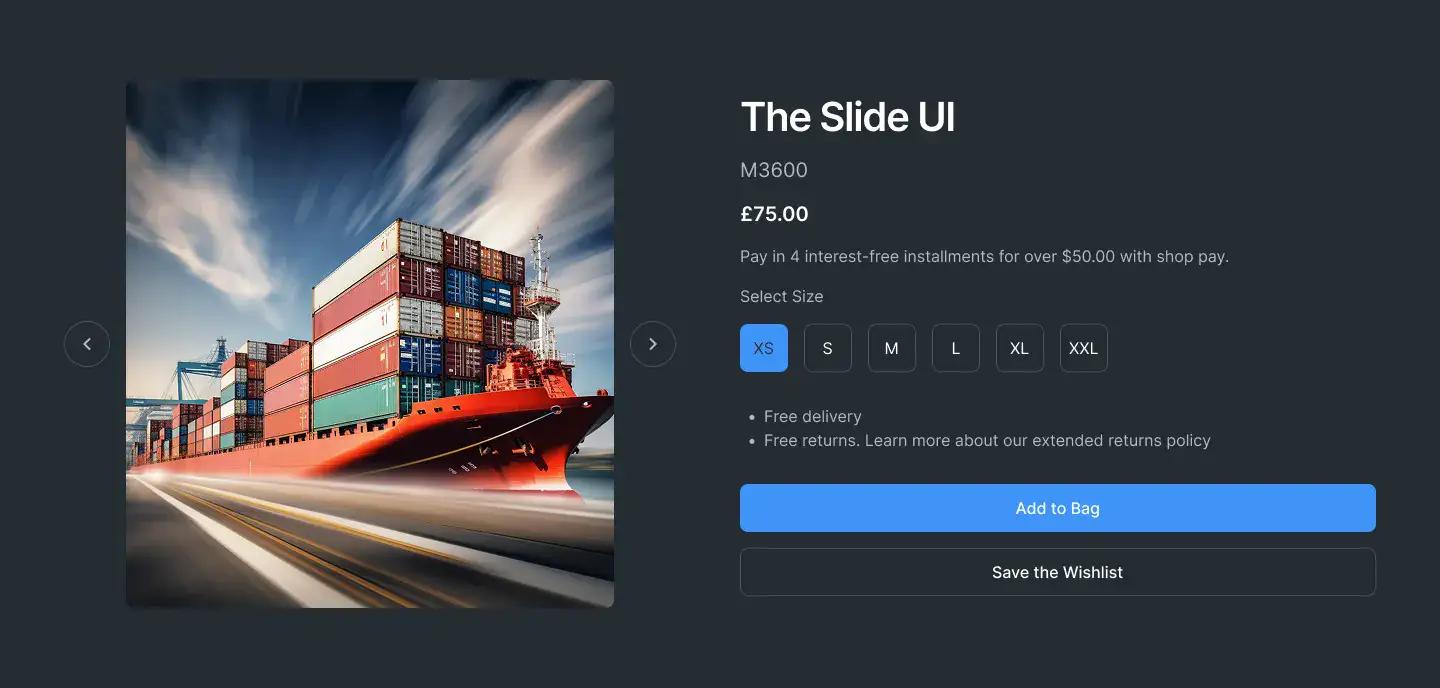 The Slide UI
M3600
£75.00
Pay in 4 interest-free installments for over $50.00 with shop pay.
Select Size
XS S M L XL XXL
• Free delivery
• Free returns. Learn more about our extended returns policy
Add to Bag
Save the Wishlist